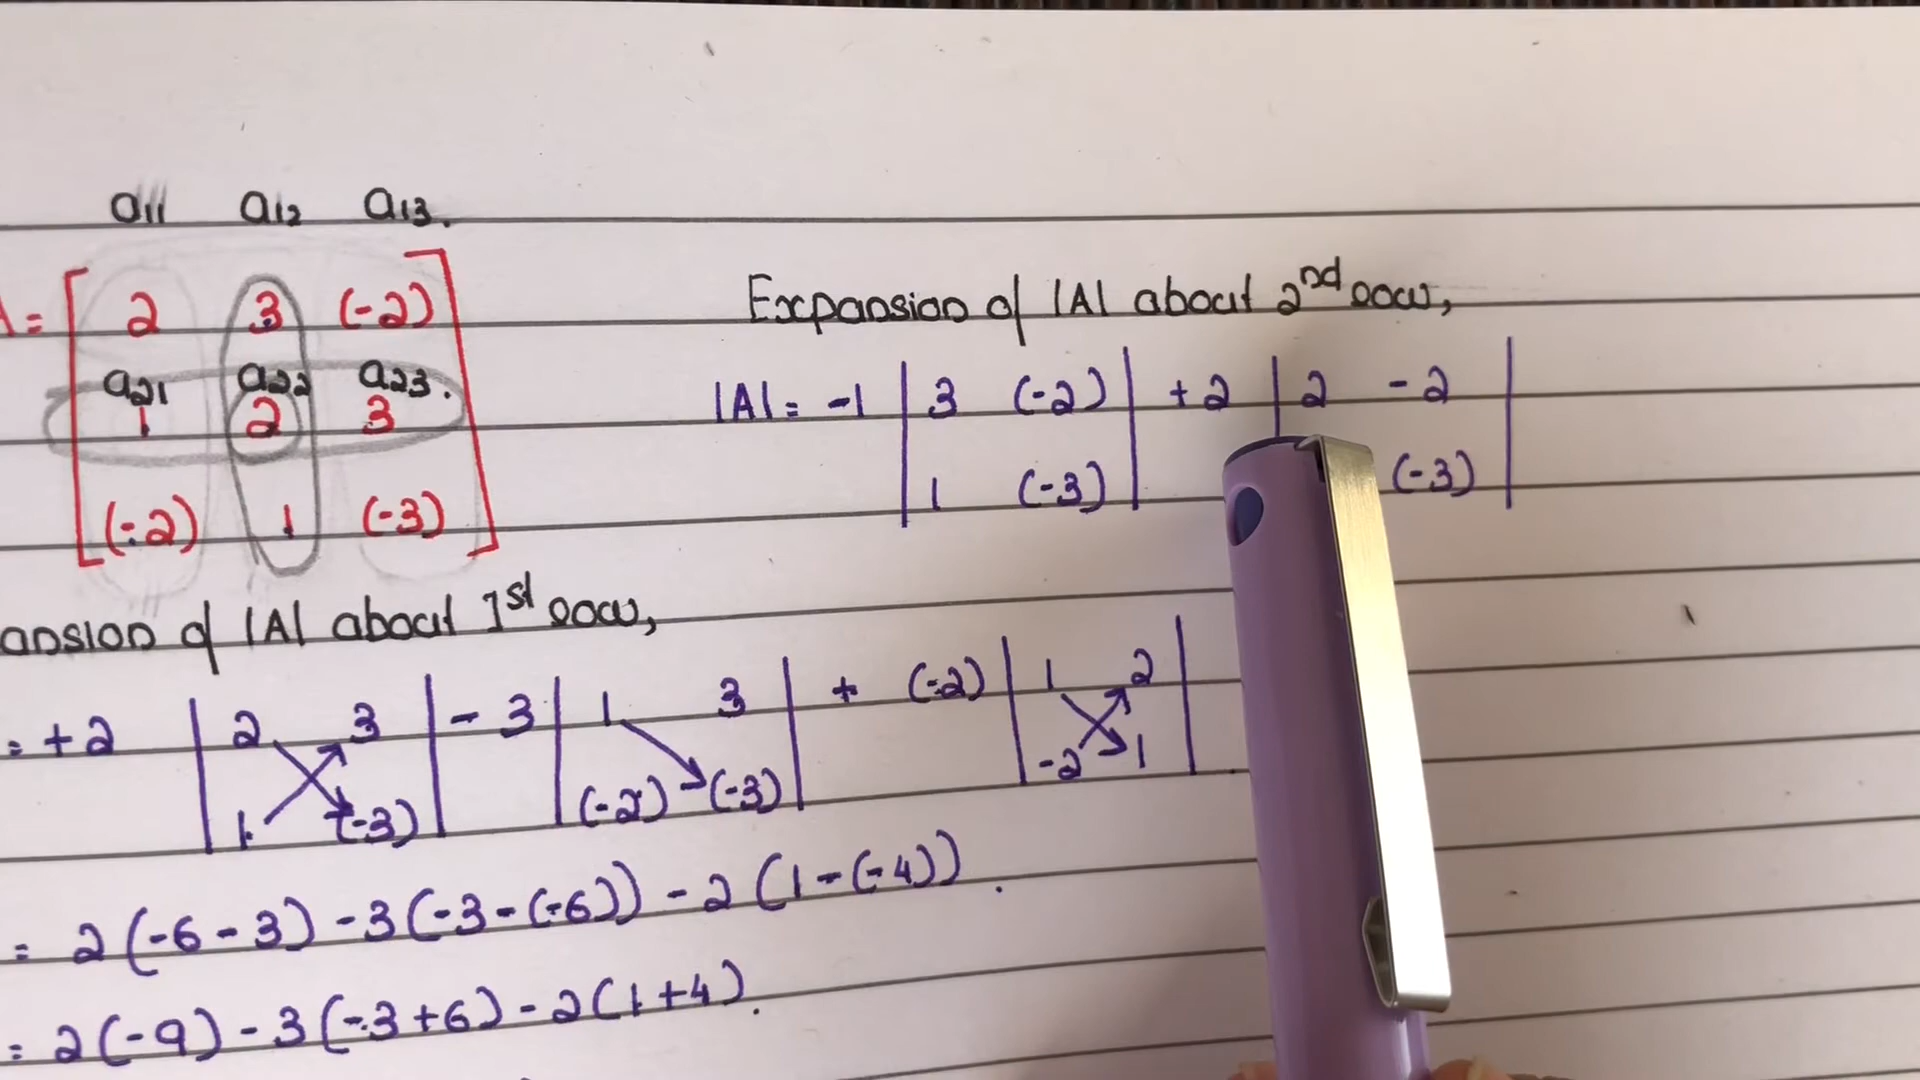 a11 a12 a13.
A = [ 2 3 (-2)
a21 a22 a23.
1 2 3
(-2) 1 (-3) ]
Expansion of |A| about 2nd row,
|A| = -1 | 3 (-2) | +2 | 2 -2 |
| 1 (-3) | (-3) |
ansion of |A| about 1st row,
= +2 | 2 3 | - 3 | 1 3 | + (-2) | 1 2 |
| 1 (-3) | | (-2) (-3) | | -2 1 |
= 2(-6-3) -3(-3-(-6)) -2(1-(-4)).
= 2(-9) -3(-3+6) -2(1+4).